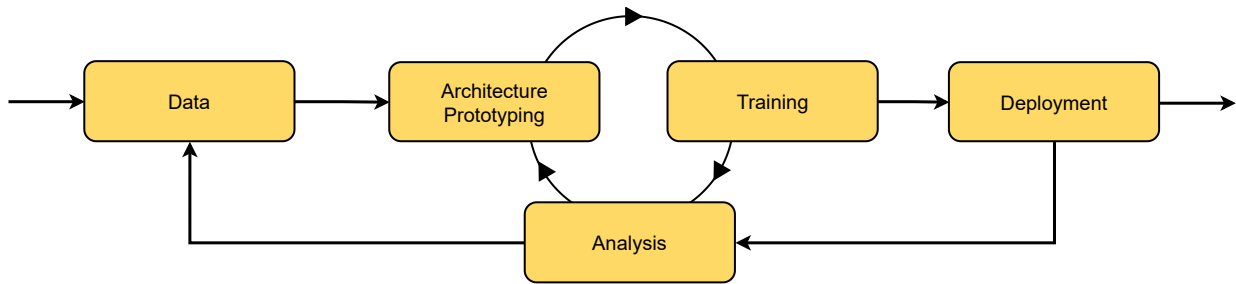 Data
Architecture
Prototyping
Training
Deployment
Analysis